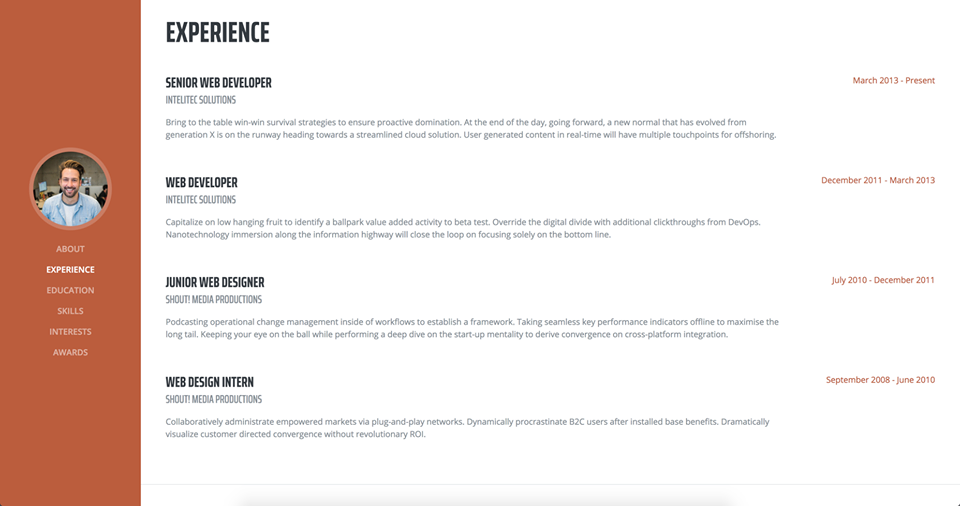 ABOUT
EXPERIENCE
EDUCATION
SKILLS
INTERESTS
AWARDS
EXPERIENCE
SENIOR WEB DEVELOPER
March 2013 - Present
INTELITEC SOLUTIONS
Bring to the table win-win survival strategies to ensure proactive domination. At the end of the day, going forward, a new normal that has evolved from
generation X is on the runway heading towards a streamlined cloud solution. User generated content in real-time will have multiple touchpoints for offshoring.
WEB DEVELOPER
December 2011 - March 2013
INTELITEC SOLUTIONS
Capitalize on low hanging fruit to identify a ballpark value added activity to beta test. Override the digital divide with additional clickthroughs from DevOps.
Nanotechnology immersion along the information highway will close the loop on focusing solely on the bottom line.
JUNIOR WEB DESIGNER
July 2010 - December 2011
SHOUT! MEDIA PRODUCTIONS
Podcasting operational change management inside of workflows to establish a framework. Taking seamless key performance indicators offline to maximise the
long tail. Keeping your eye on the ball while performing a deep dive on the start-up mentality to derive convergence on cross-platform integration.
WEB DESIGN INTERN
September 2008 - June 2010
SHOUT! MEDIA PRODUCTIONS
Collaboratively administrate empowered markets via plug-and-play networks. Dynamically procrastinate B2C users after installed base benefits. Dramatically
visualize customer directed convergence without revolutionary ROI.